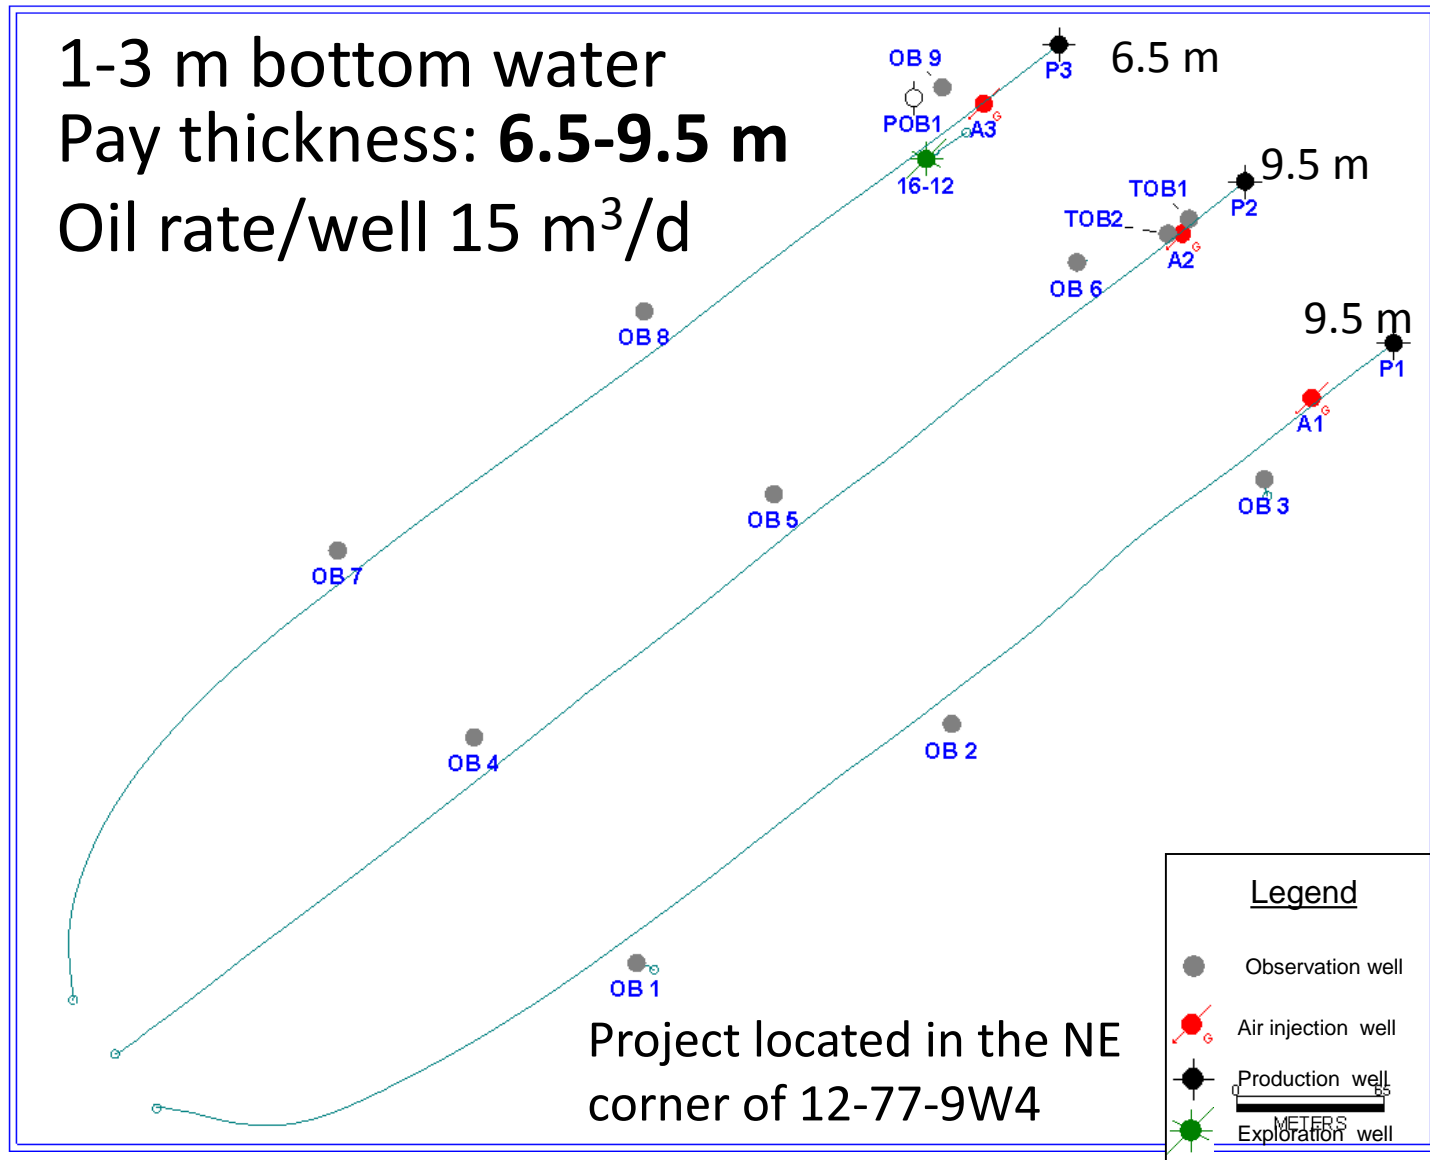 1-3 m bottom water
Pay thickness: 6.5-9.5 m
Oil rate/well 15 m³/d
OB 9
P3
6.5 m
POB1
A3
G
16-12
9.5 m
TOB1
P2
TOB2
A2
G
OB 6
OB 8
9.5 m
P1
A1
G
OB 5
OB 3
OB 7
OB 4
OB 2
OB 1
Project located in the NE
corner of 12-77-9W4
Legend
Observation well
Air injection well
G
Production well
0 65
METERS
Exploration well